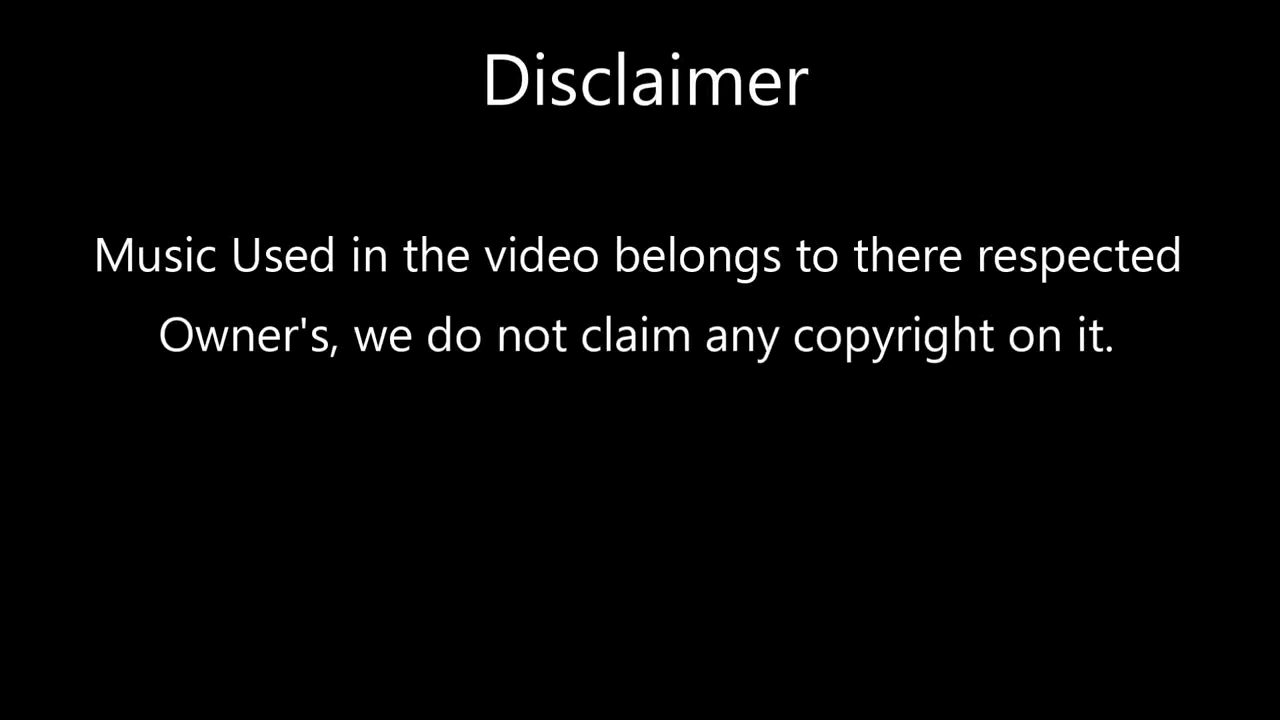 Disclaimer
Music Used in the video belongs to there respected
Owner's, we do not claim any copyright on it.